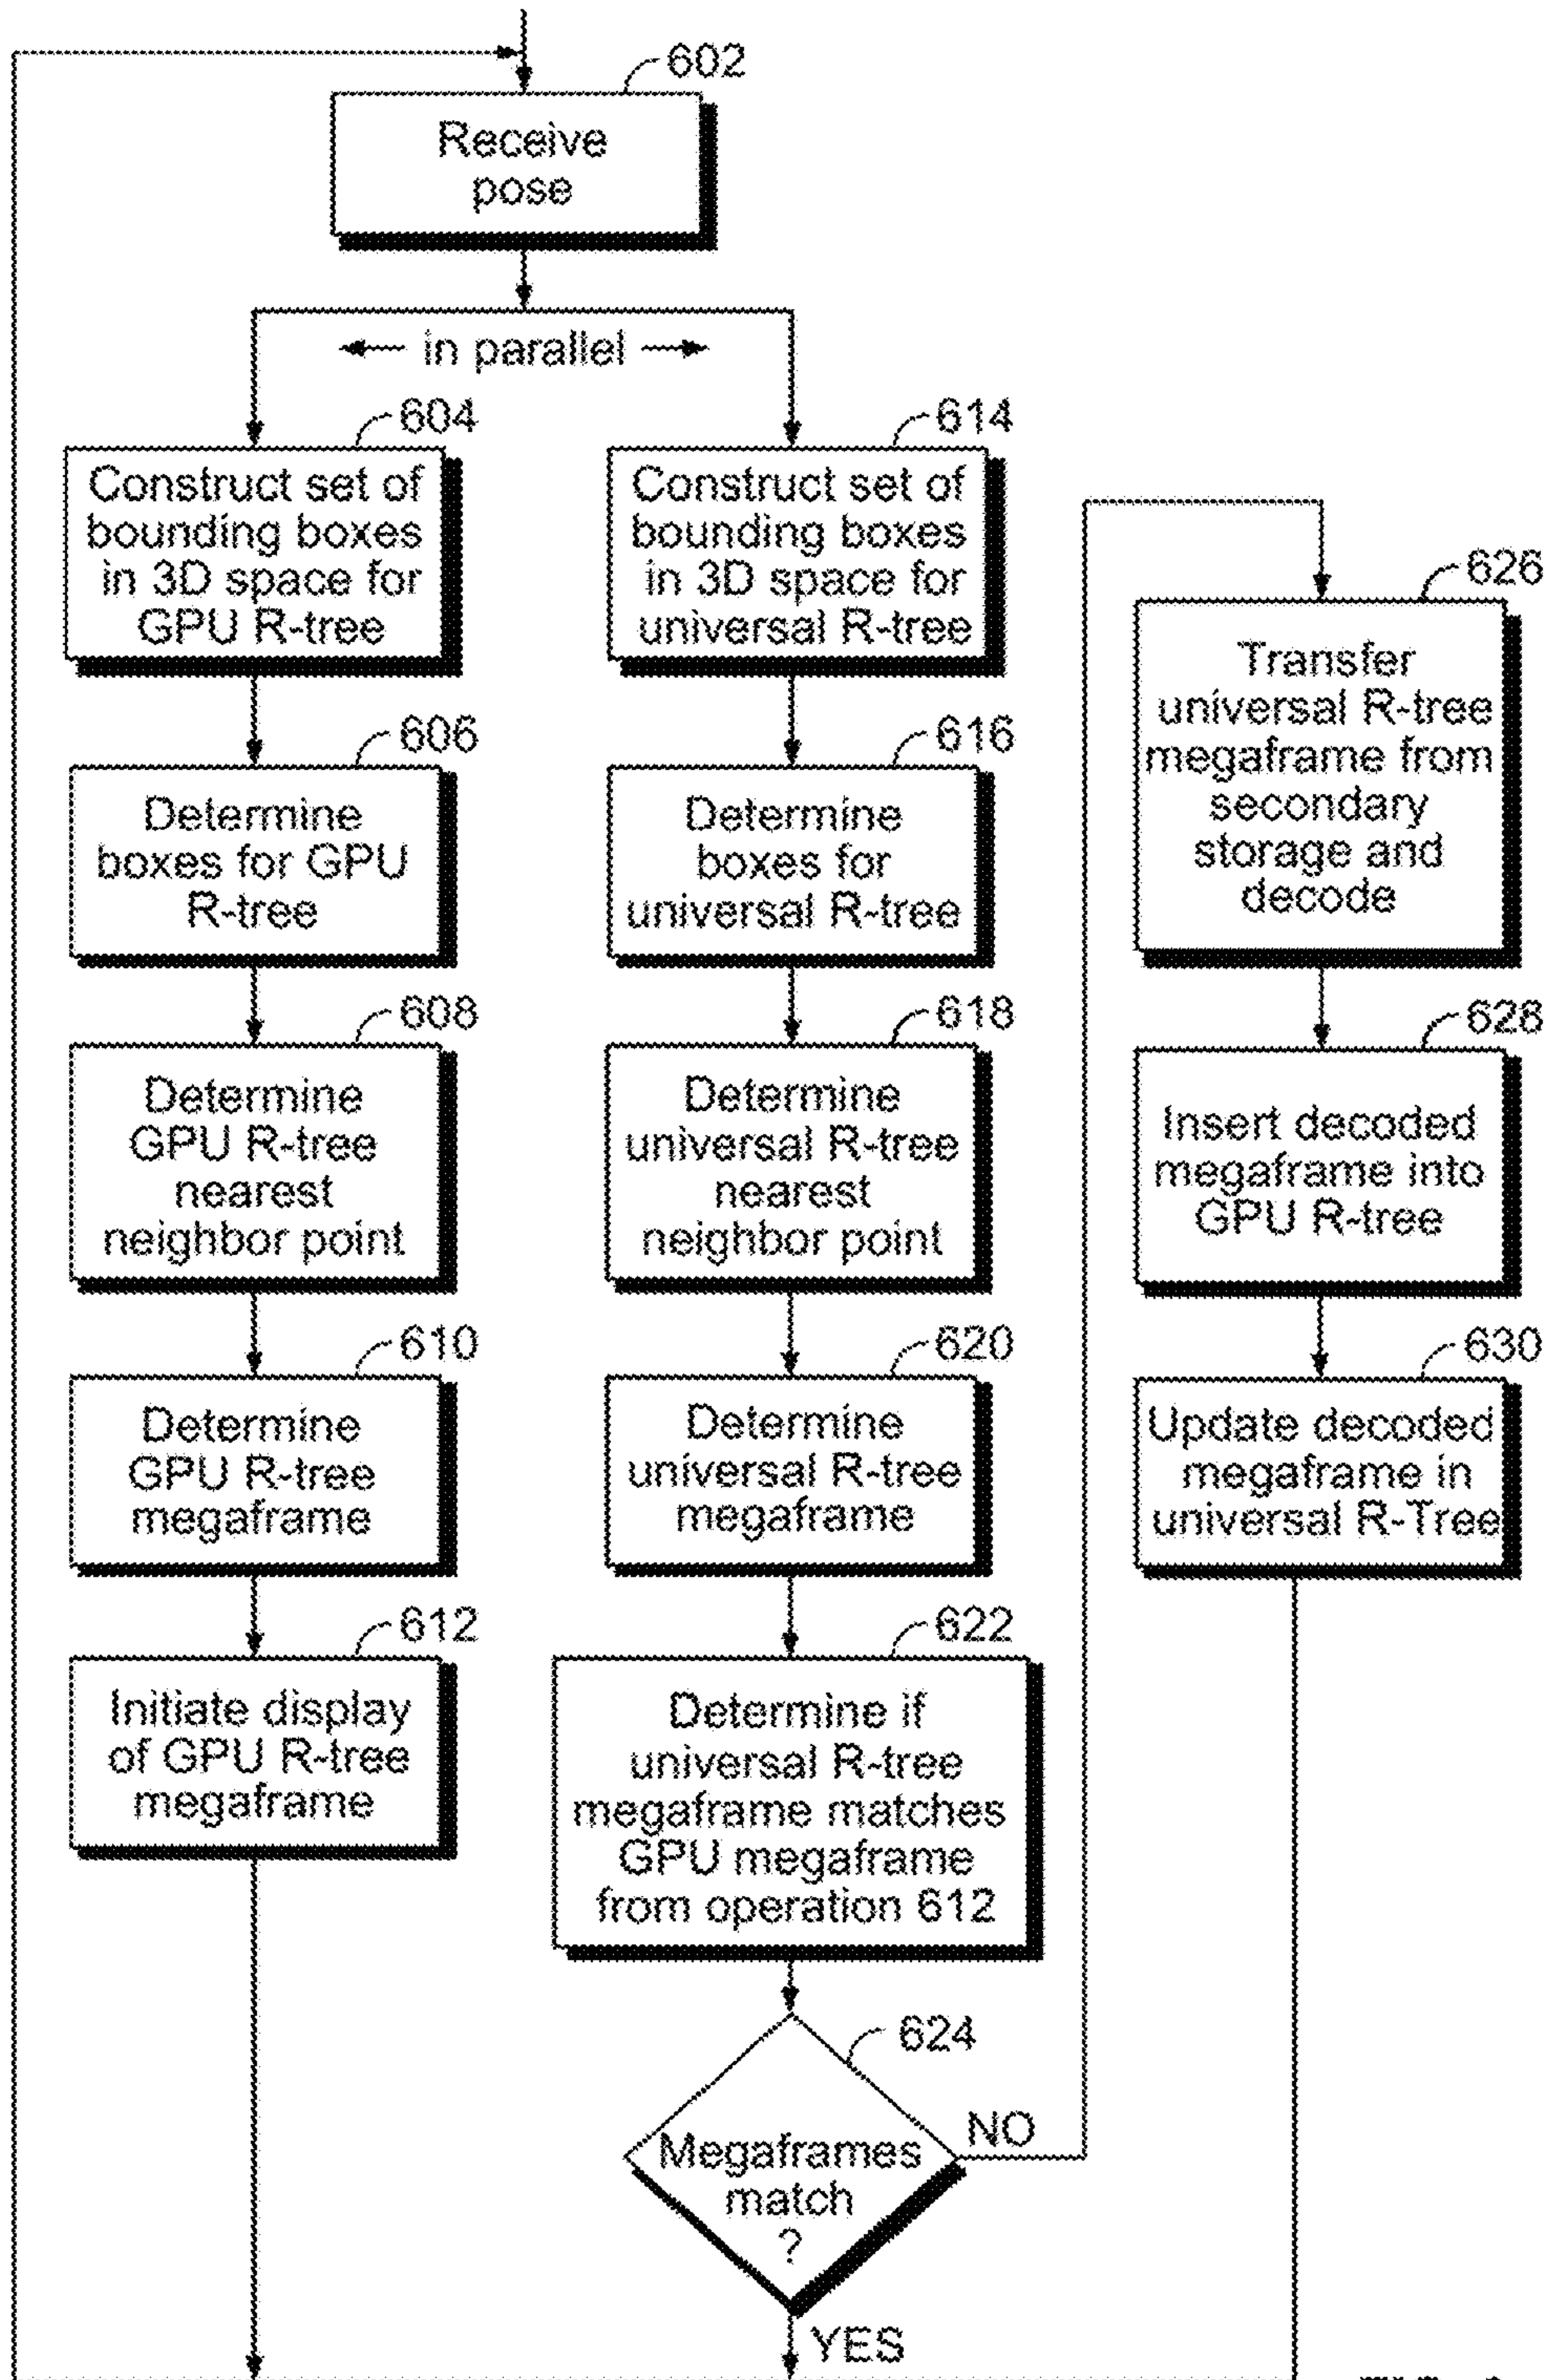 602
Receive
pose
in parallel
604
Construct set of
bounding boxes
in 3D space for
GPU R-tree
606
Determine
boxes for GPU
R-tree
608
Determine
GPU R-tree
nearest
neighbor point
610
Determine
GPU R-tree
megaframe
612
Initiate display
of GPU R-tree
megaframe
614
Construct set of
bounding boxes
in 3D space for
universal R-tree
616
Determine
boxes for
universal R-tree
618
Determine
universal R-tree
nearest
neighbor point
620
Determine
universal R-tree
megaframe
622
Determine if
universal R-tree
megaframe matches
GPU megaframe
from operation 612
624
Megaframes
match
?
NO
YES
626
Transfer
universal R-tree
megaframe from
secondary
storage and
decode
628
Insert decoded
megaframe into
GPU R-tree
630
Update decoded
megaframe in
universal R-Tree